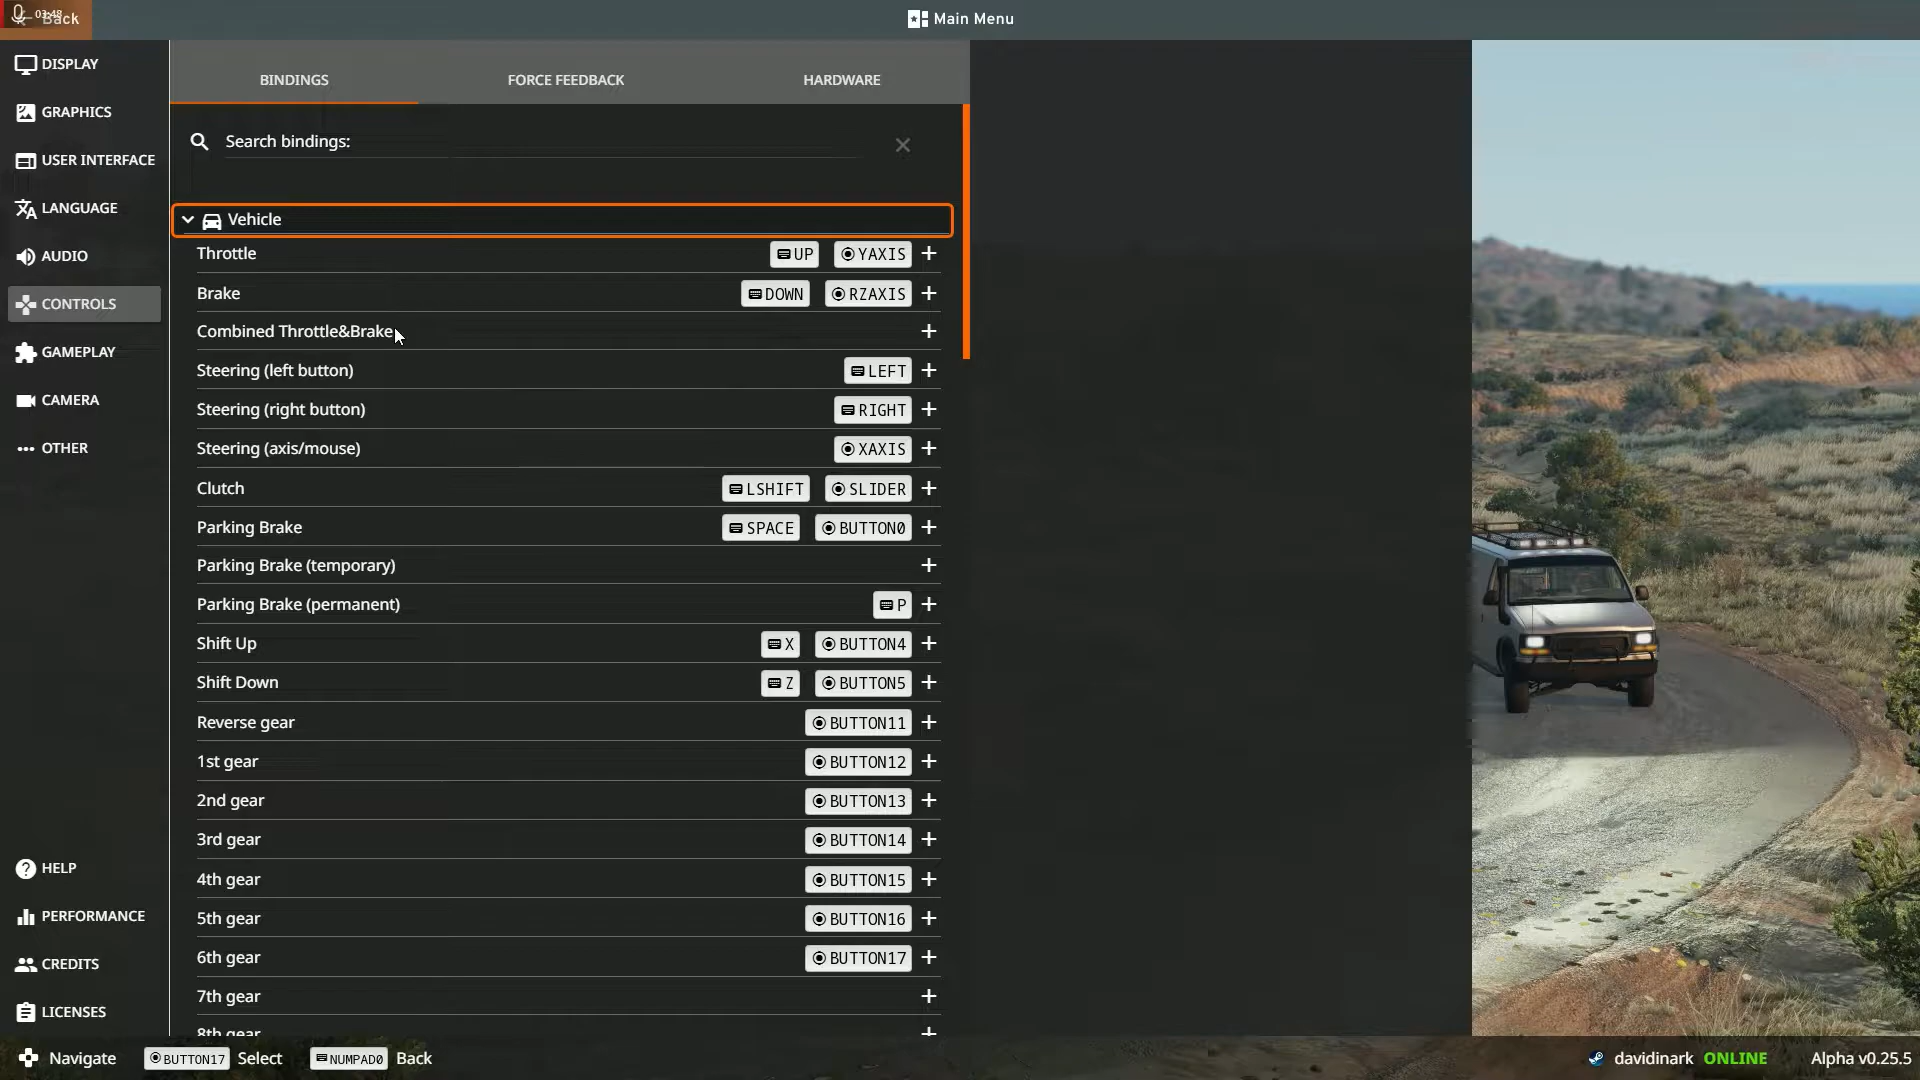 Back
03:48
Main Menu
DISPLAY
GRAPHICS
USER INTERFACE
LANGUAGE
AUDIO
CONTROLS
GAMEPLAY
CAMERA
OTHER
HELP
PERFORMANCE
CREDITS
LICENSES
BINDINGS FORCE FEEDBACK HARDWARE
Search bindings:
Vehicle
Throttle UP YAXIS +
Brake DOWN RZAXIS +
Combined Throttle&Brake +
Steering (left button) LEFT +
Steering (right button) RIGHT +
Steering (axis/mouse) XAXIS +
Clutch LSHIFT SLIDER +
Parking Brake SPACE BUTTON0 +
Parking Brake (temporary) +
Parking Brake (permanent) P +
Shift Up X BUTTON4 +
Shift Down Z BUTTON5 +
Reverse gear BUTTON11 +
1st gear BUTTON12 +
2nd gear BUTTON13 +
3rd gear BUTTON14 +
4th gear BUTTON15 +
5th gear BUTTON16 +
6th gear BUTTON17 +
7th gear +
8th gear +
Navigate BUTTON17 Select NUMPAD0 Back
davidinark ONLINE Alpha v0.25.5